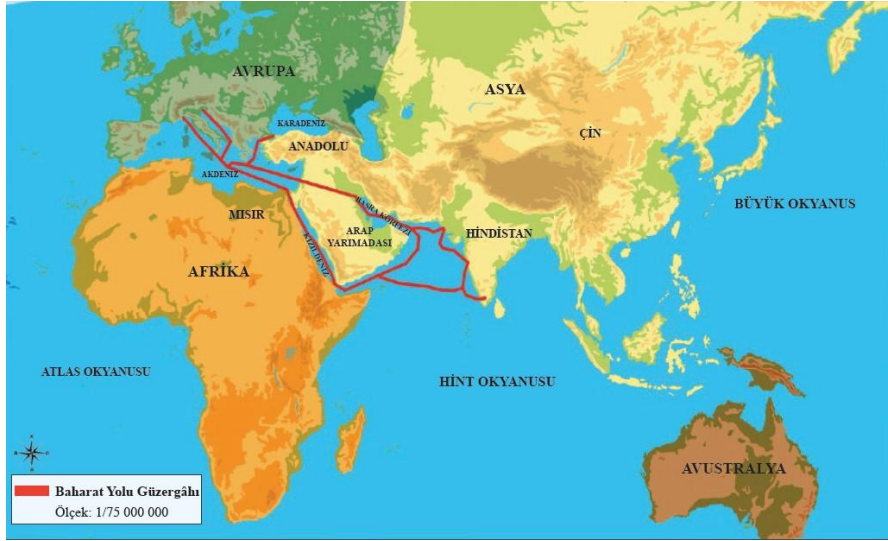 AVRUPA
ASYA
KARADENİZ
ÇİN
ANADOLU
AKDENİZ
BÜYÜK OKYANUS
BASRA KÖRFEZİ
MISIR
ARAP
YARIMADASI
HİNDİSTAN
KIZILDENİZ
AFRİKA
ATLAS OKYANUSU
HİNT OKYANUSU
AVUSTRALYA
Baharat Yolu Güzergâhı
Ölçek: 1/75 000 000